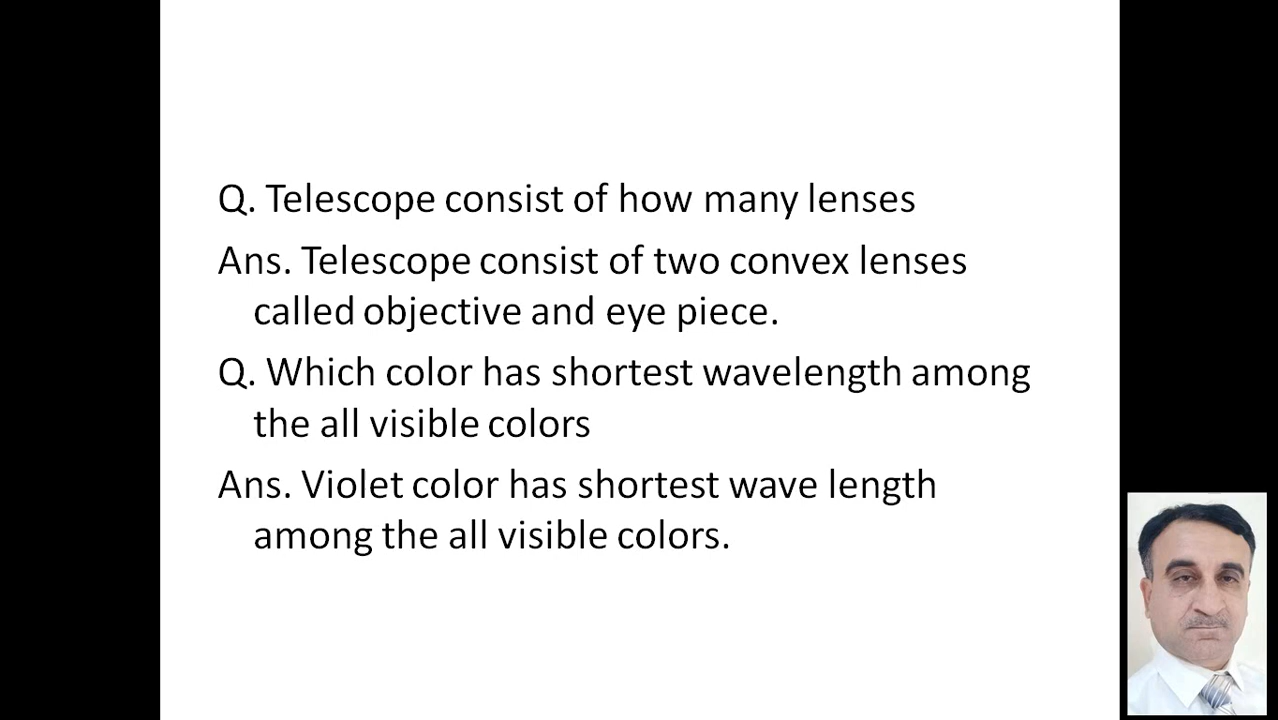 Q. Telescope consist of how many lenses
Ans. Telescope consist of two convex lenses
called objective and eye piece.
Q. Which color has shortest wavelength among
the all visible colors
Ans. Violet color has shortest wave length
among the all visible colors.